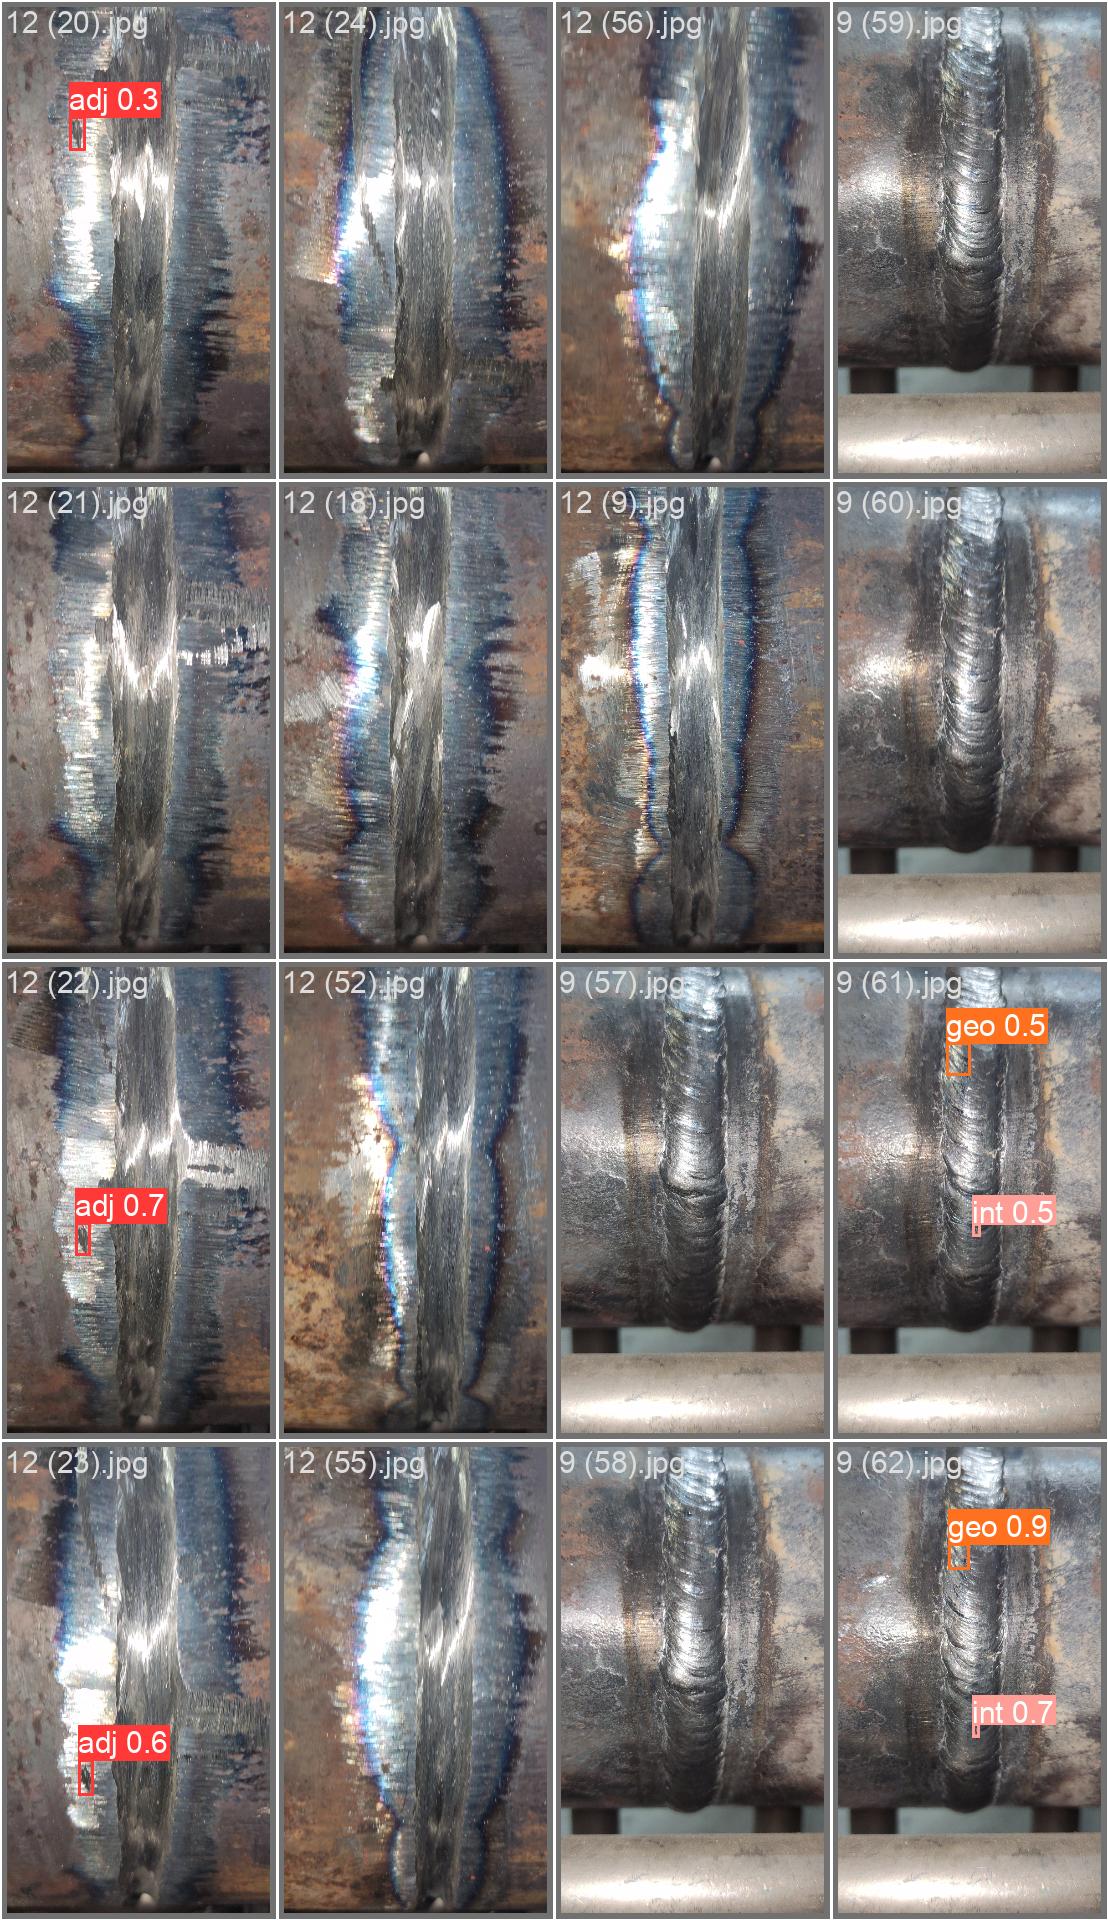 12 (20).jpg
adj 0.3
12 (24).jpg
12 (56).jpg
9 (59).jpg
12 (21).jpg
12 (18).jpg
12 (9).jpg
9 (60).jpg
12 (22).jpg
adj 0.7
12 (52).jpg
9 (57).jpg
9 (61).jpg
geo 0.5
int 0.5
12 (23).jpg
adj 0.6
12 (55).jpg
9 (58).jpg
9 (62).jpg
geo 0.9
int 0.7